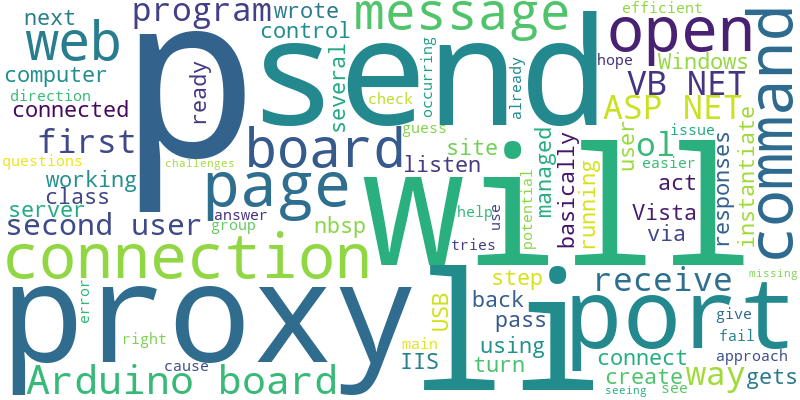 next
program
wrote
control
message
efficient
web
p
send
open
command
computer
ready
several
occurring
already
hope
Windows
direction
check
VB NET
connected
ASP NET
first
board
guess
site
ol
user
issue
questions
challenges
listen
managed
basically
easier
responses
instantiate
working
class
page
will
running
act
server
answer
help
potential
Vista
second user
group
nbsp
use
tries
via
connection
proxy
li
port
step
receive
missing
error
USB
back
pass
give
right
main
using
connect
fail
cause
IIS
turn
create
way
approach
gets
Arduino board
seeing
see